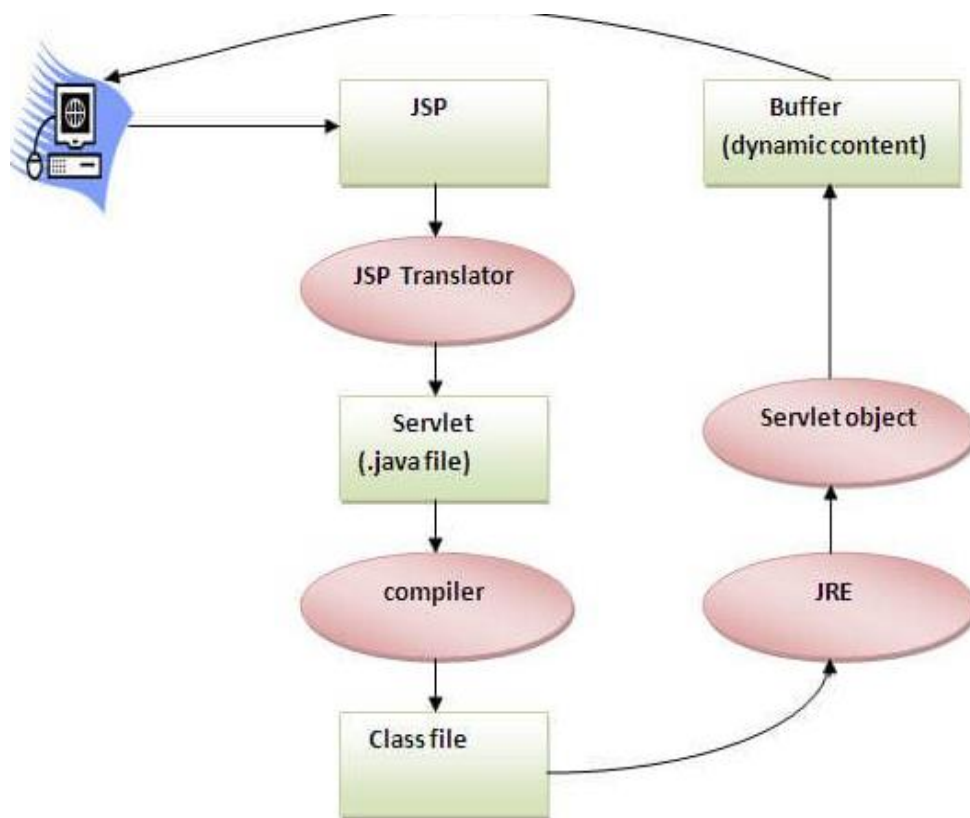 JSP
Buffer
(dynamic content)
JSP Translator
Servlet
(.java file)
Servlet object
compiler
JRE
Class file